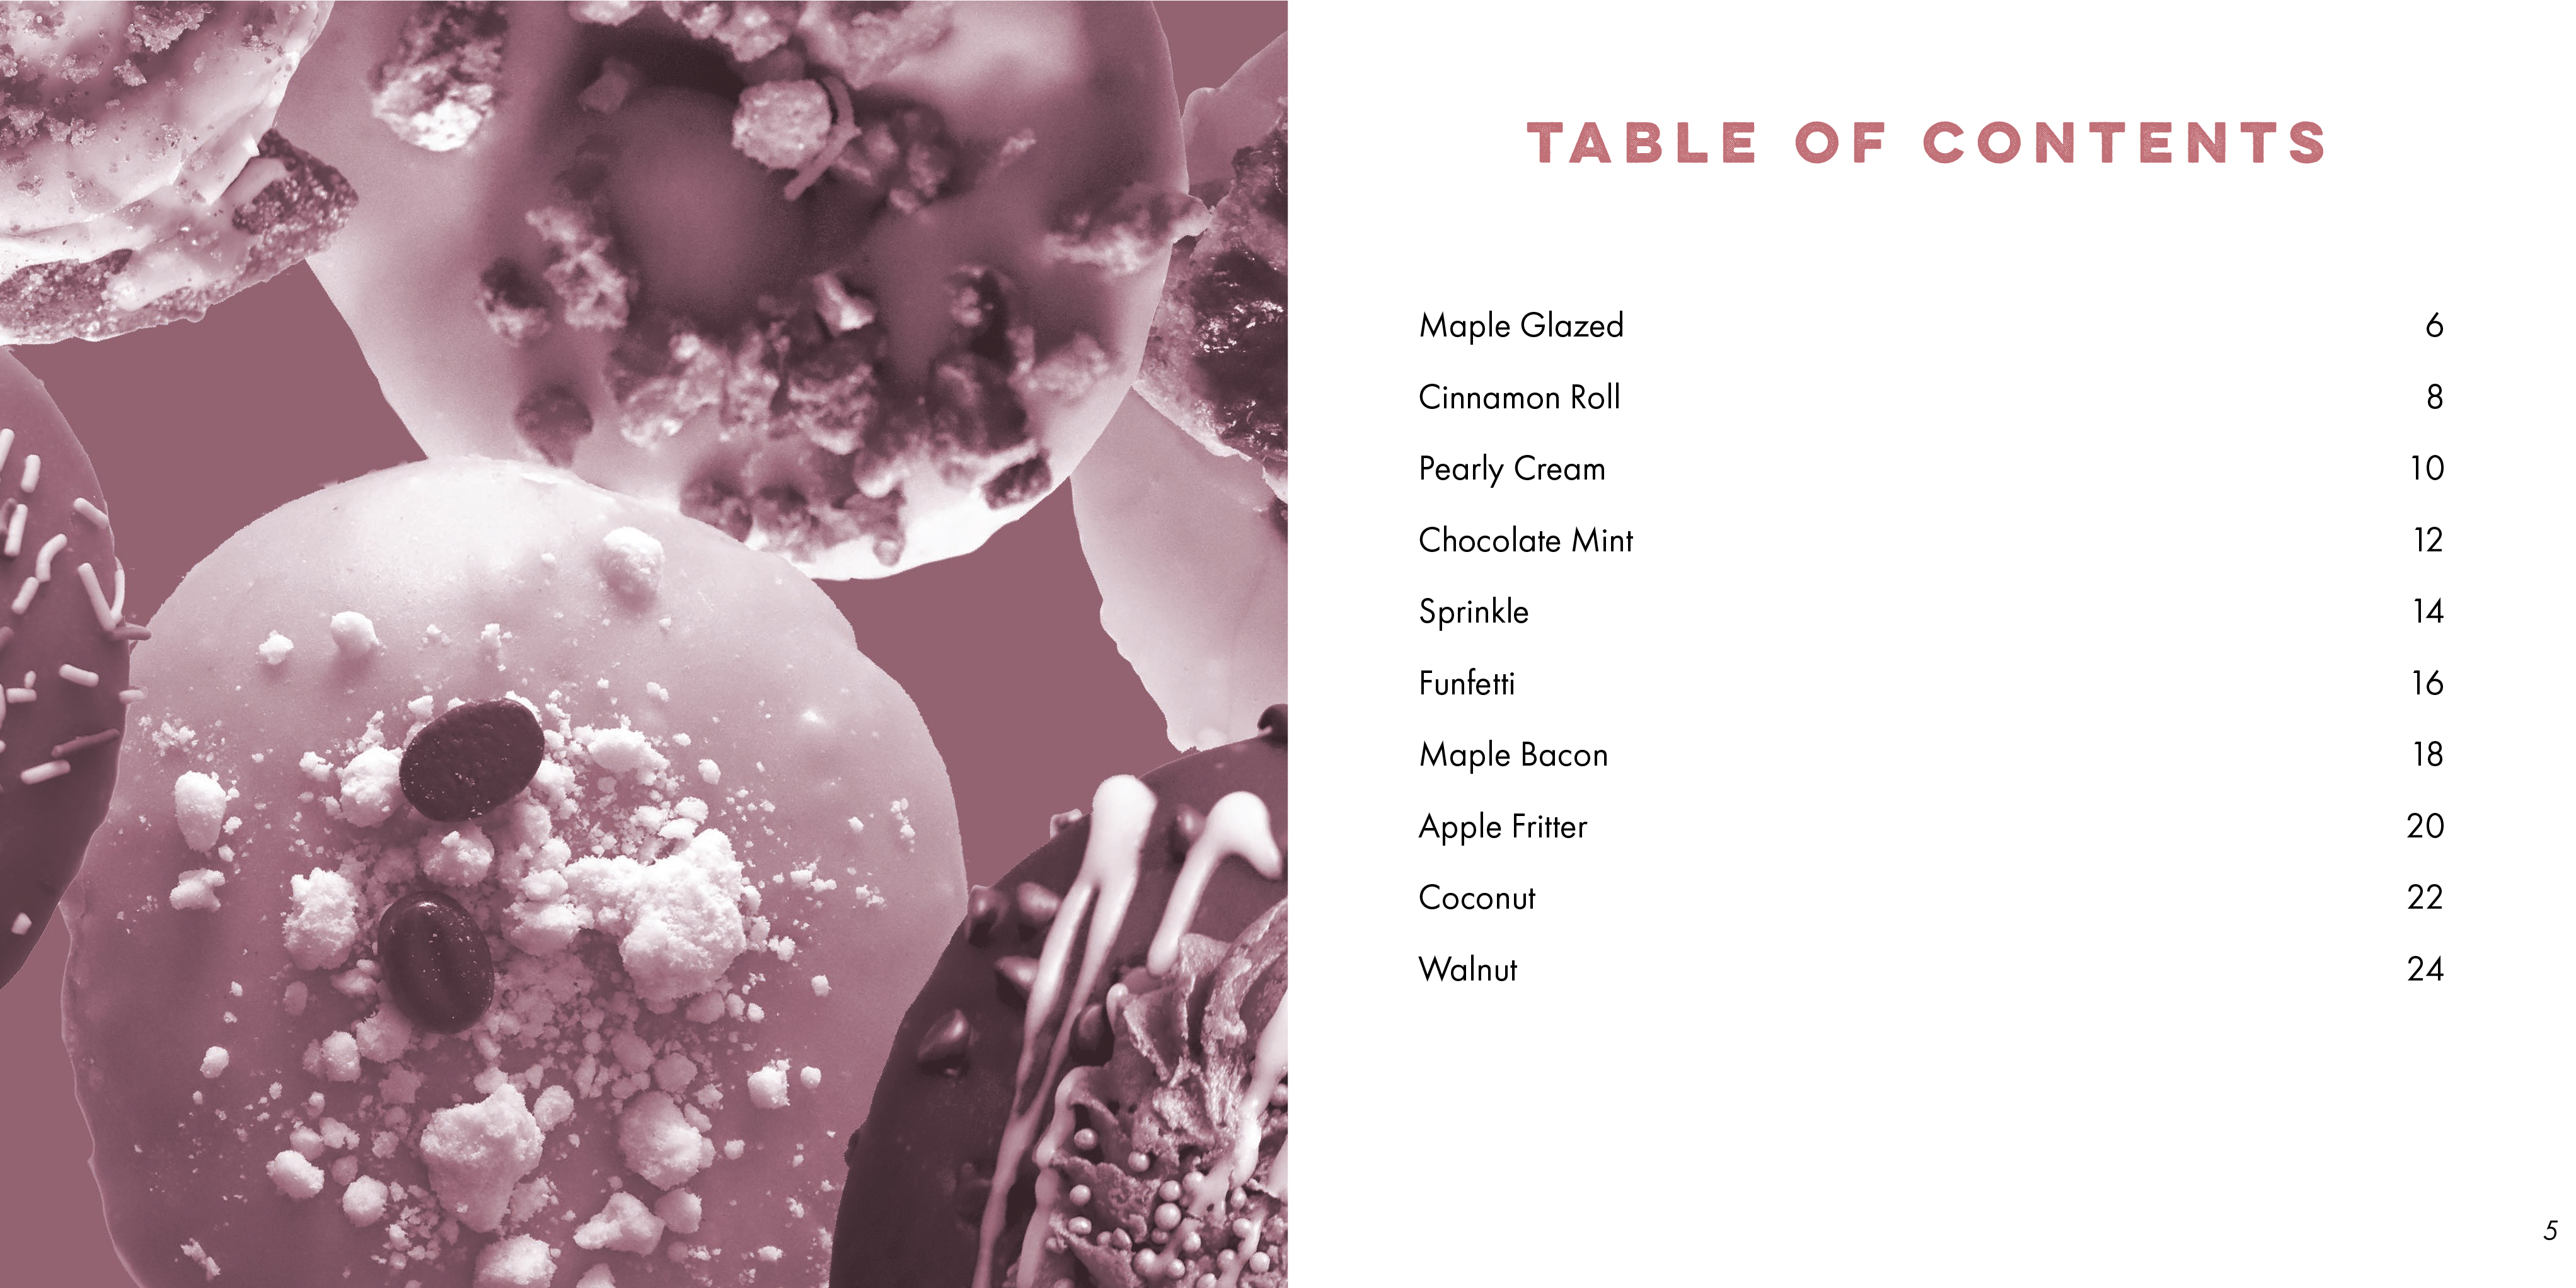 TABLE OF CONTENTS
Maple Glazed 6
Cinnamon Roll 8
Pearly Cream 10
Chocolate Mint 12
Sprinkle 14
Funfetti 16
Maple Bacon 18
Apple Fritter 20
Coconut 22
Walnut 24
5